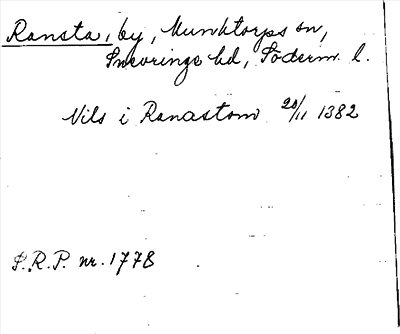 Ransta, by, Munktorps sn,
Snevringe hd, Söderm. l.
Nils i Ranastom 20/11 1382
S.R.P. nr. 1778